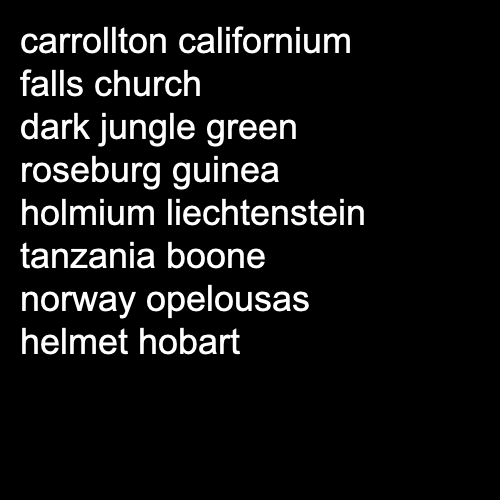 carrollton californium
falls church
dark jungle green
roseburg guinea
holmium liechtenstein
tanzania boone
norway opelousas
helmet hobart